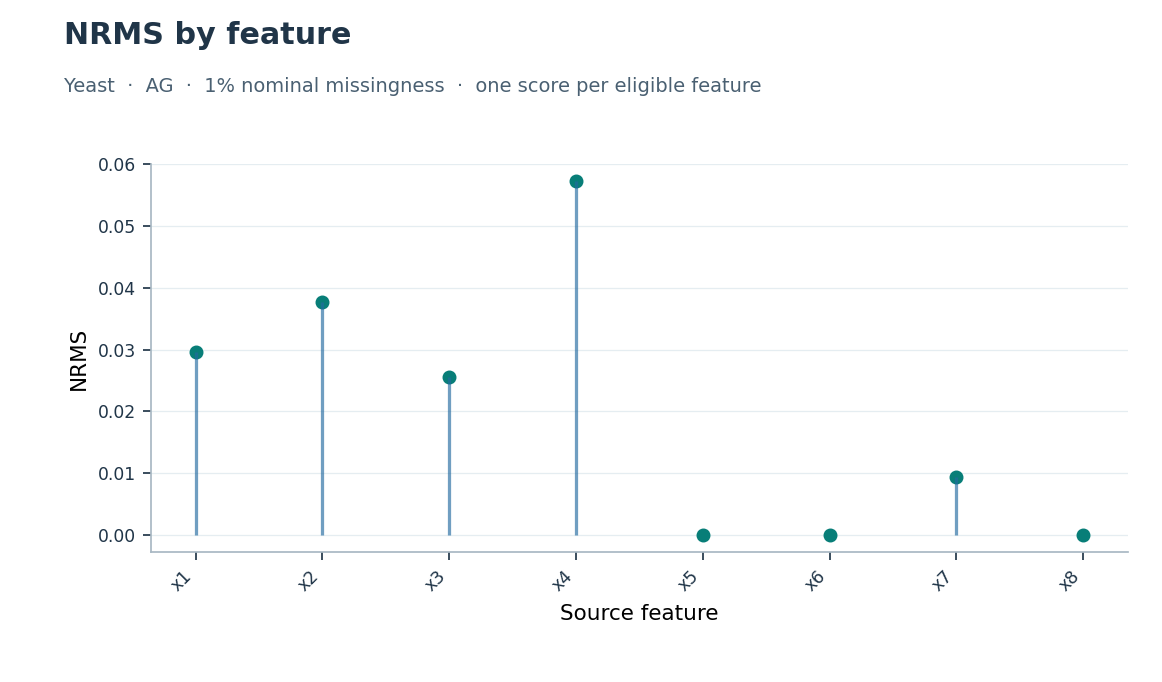 NRMS by feature
Yeast · AG · 1% nominal missingness · one score per eligible feature
0.06
0.05
0.04
0.03
0.02
0.01
0.00
NRMS
x1 x2 x3 x4 x5 x6 x7 x8
Source feature